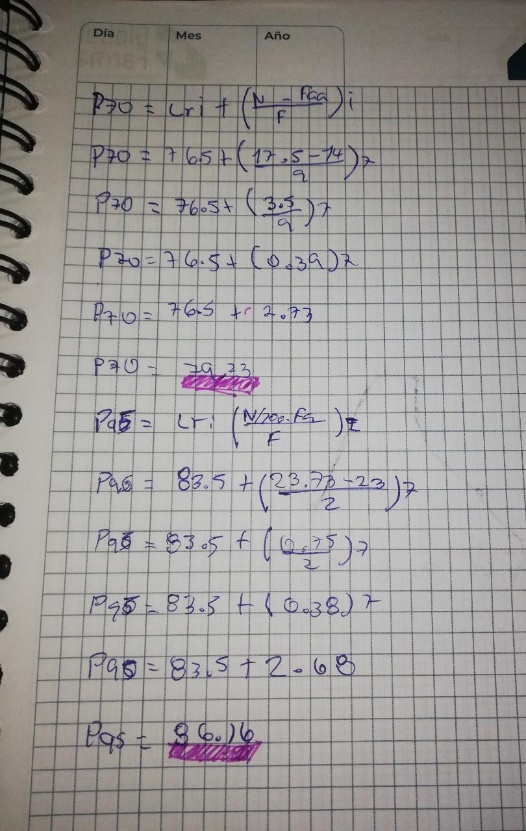 Día Mes Año
P70 = Lri + (N - Faa / F) i
P70 = 76.5 + (17.5 - 14 / 9) 7
P70 = 76.5 + (3.5 / 9) 7
P70 = 76.5 + (0.39) 7
P70 = 76.5 + 2.73
P70 = 79.23
P95 = Lri (N/100 - Fa / F) I
P95 = 83.5 + (23.75 - 23 / 2) 7
P95 = 83.5 + (0.75 / 2) 7
P95 = 83.5 + (0.38) 7
P95 = 83.5 + 2.68
P95 = 86.16